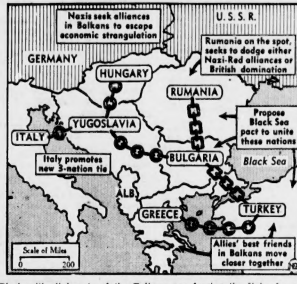 Nazis seek alliances
in Balkans to escape
economic strangulation
U. S. S. R.
Rumania on the spot,
seeks to dodge either
Nazi-Red alliances or
British domination
GERMANY
HUNGARY
RUMANIA
YUGOSLAVIA
ITALY
Propose
Black Sea
pact to unite
these nations
Italy promotes
new 3-nation tie
BULGARIA
Black Sea
ALB.
GREECE
TURKEY
Scale of Miles
0 200
Allies' best friends
in Balkans move
closer together